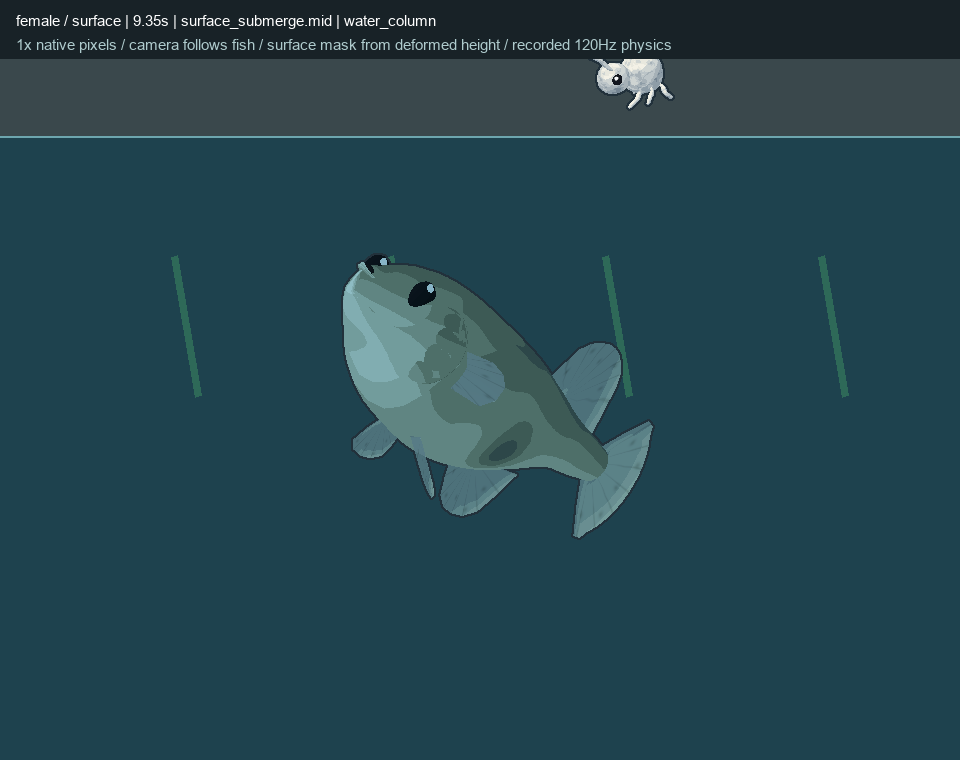 female / surface | 9.35s | surface_submerge.mid | water_column
1x native pixels / camera follows fish / surface mask from deformed height / recorded 120Hz physics